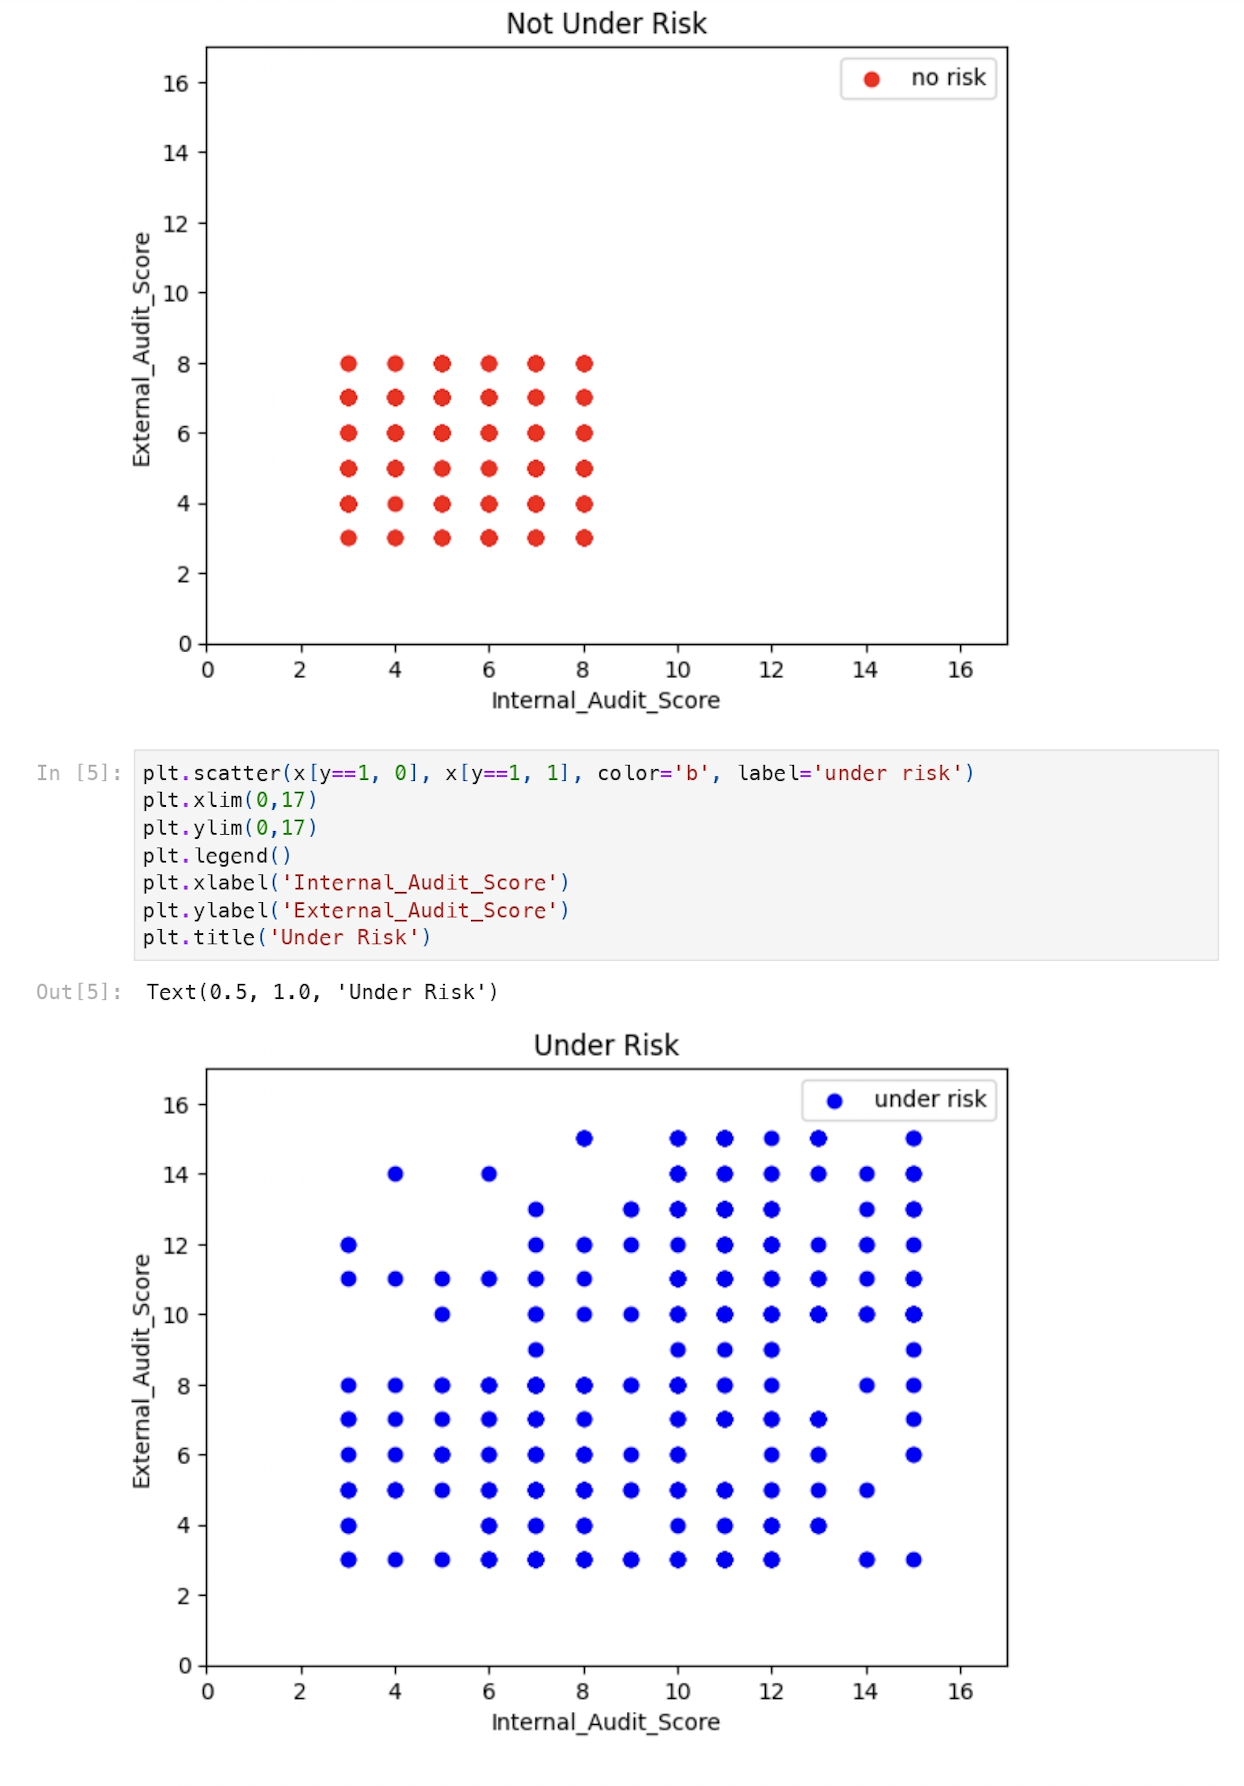 Not Under Risk
no risk
16
14
12
10
8
6
4
2
0
External_Audit_Score
0 2 4 6 8 10 12 14 16
Internal_Audit_Score
In [5]: plt.scatter(x[y==1, 0], x[y==1, 1], color='b', label='under risk')
plt.xlim(0,17)
plt.ylim(0,17)
plt.legend()
plt.xlabel('Internal_Audit_Score')
plt.ylabel('External_Audit_Score')
plt.title('Under Risk')
Out[5]: Text(0.5, 1.0, 'Under Risk')
Under Risk
under risk
16
14
12
10
8
6
4
2
0
External_Audit_Score
0 2 4 6 8 10 12 14 16
Internal_Audit_Score